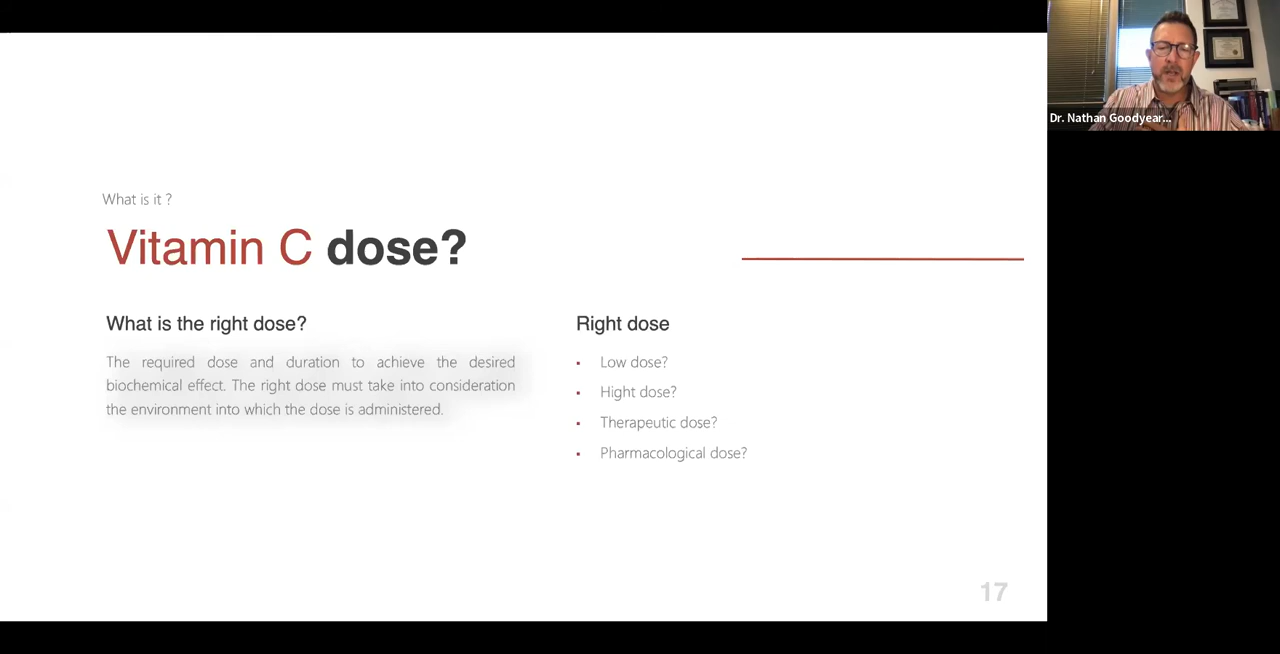 What is it ?
Vitamin C dose?
What is the right dose?
The required dose and duration to achieve the desired
biochemical effect. The right dose must take into consideration
the environment into which the dose is administered.
Right dose
▪ Low dose?
▪ Hight dose?
▪ Therapeutic dose?
▪ Pharmacological dose?
17
Dr. Nathan Goodyear...